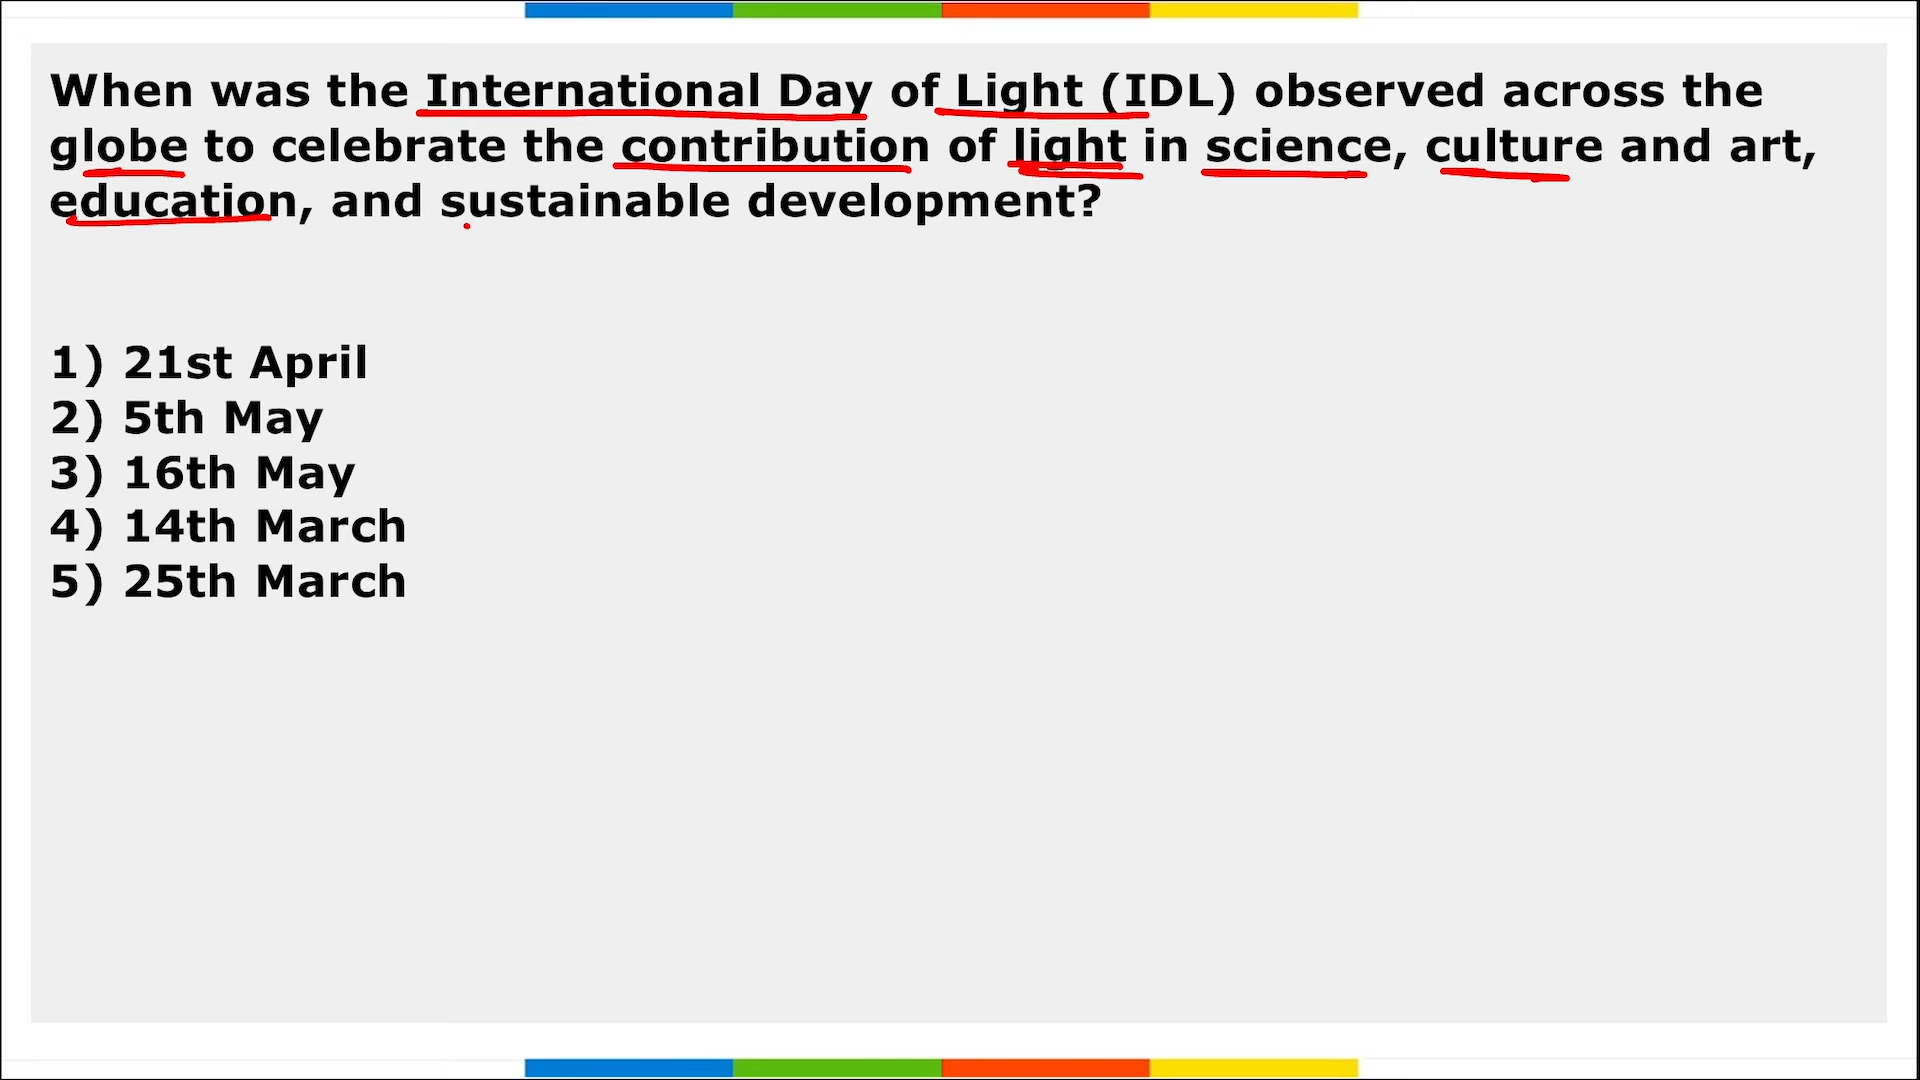 When was the International Day of Light (IDL) observed across the
globe to celebrate the contribution of light in science, culture and art,
education, and sustainable development?
1) 21st April
2) 5th May
3) 16th May
4) 14th March
5) 25th March